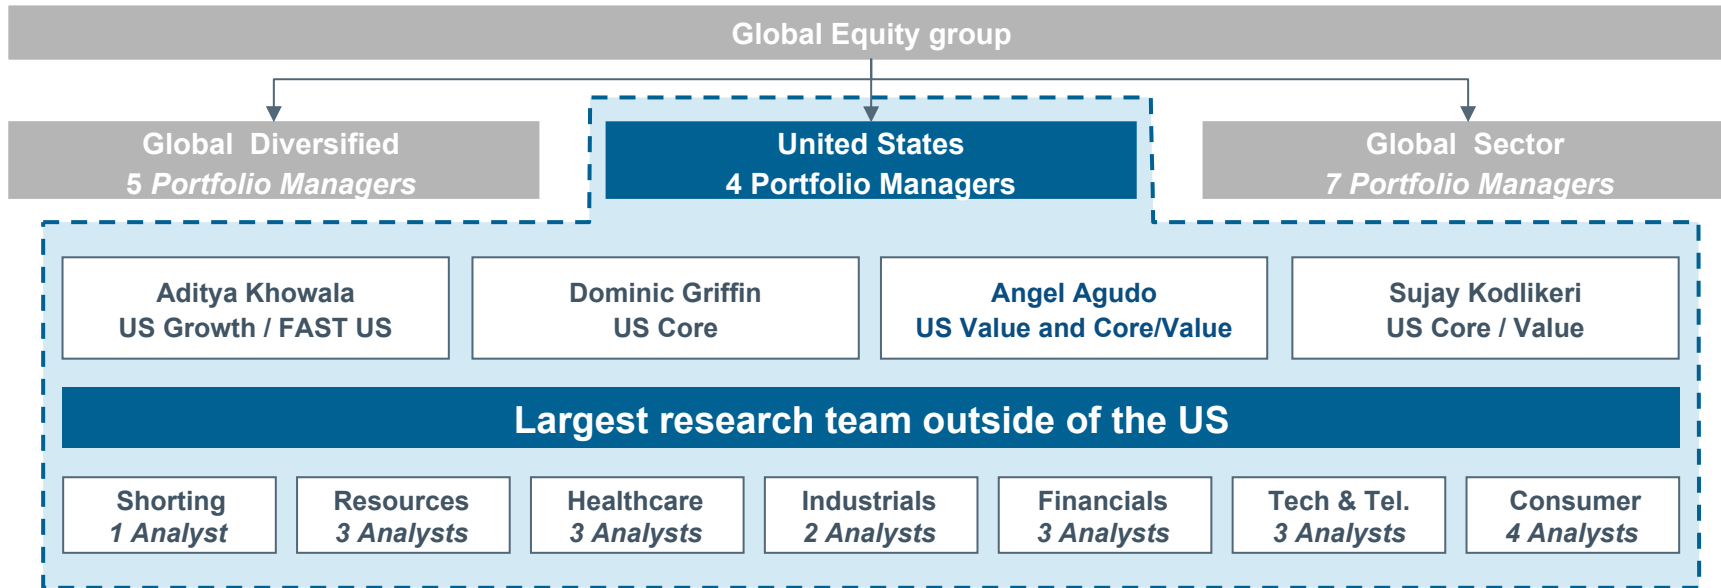 Global Equity group
Global Diversified
5 Portfolio Managers
United States
4 Portfolio Managers
Global Sector
7 Portfolio Managers
Aditya Khowala
US Growth / FAST US
Dominic Griffin
US Core
Angel Agudo
US Value and Core/Value
Sujay Kodlikeri
US Core / Value
Largest research team outside of the US
Shorting
1 Analyst
Resources
3 Analysts
Healthcare
3 Analysts
Industrials
2 Analysts
Financials
3 Analysts
Tech & Tel.
3 Analysts
Consumer
4 Analysts